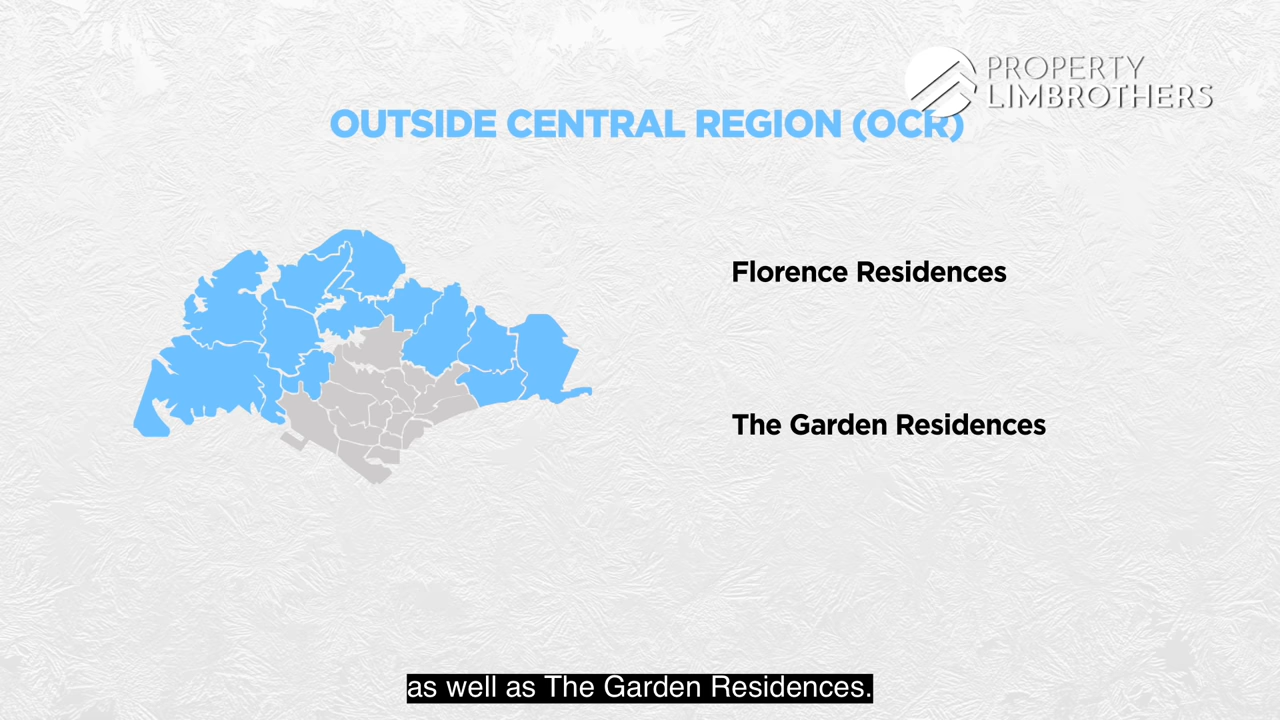 PROPERTY
LIMBROTHERS
OUTSIDE CENTRAL REGION (OCR)
Florence Residences
The Garden Residences
as well as The Garden Residences.